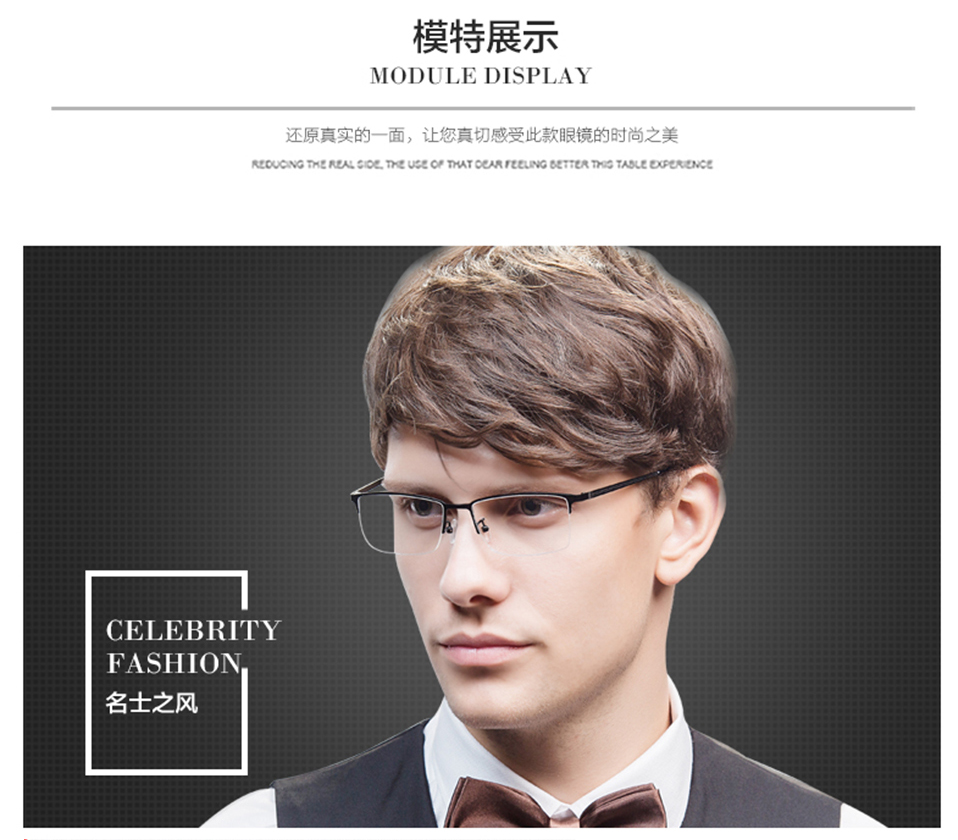 模特展示
MODULE DISPLAY
还原真实的一面，让您真切感受此款眼镜的时尚之美
REDUCING THE REAL SIDE, THE USE OF THAT DEAR FEELING BETTER THIS TABLE EXPERIENCE
CELEBRITY
FASHION
名士之风